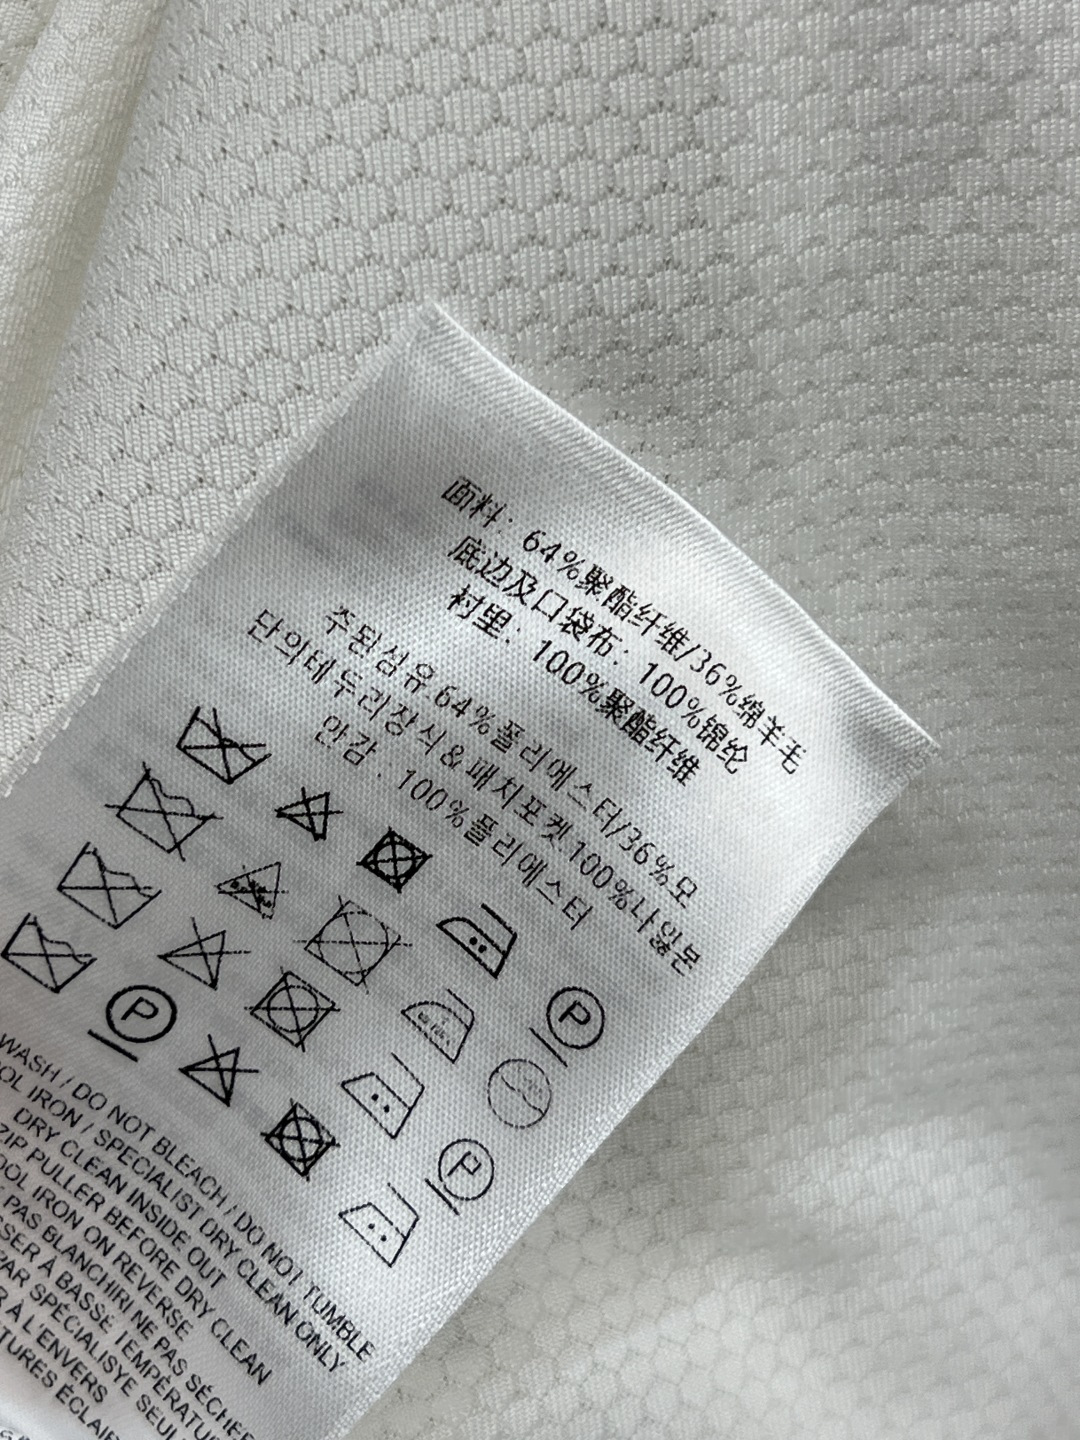 面料：64%聚酯纤维/36%绵羊毛
底边及口袋布：100%锦纶
衬里：100%聚酯纤维
주된섬유 64%폴리에스터/36%모
단의테두리장식 & 패치포켓 100%나일론
안감 . 100%폴리에스터
P
P
P
WASH / DO NOT BLEACH / DO NOT TUMBLE
OL IRON / SPECIALIST DRY CLEAN ONLY
DRY CLEAN INSIDE OUT
ZIP PULLER BEFORE DRY CLEAN
OOL IRON ON REVERSE
PAS BLANCHIRI NE PAS SÉCHER
SSER À BASSE TEMPÉRATU
PAR SPÉCIALISYE SEUL
R À L'ENVERS
TURES ÉCLAIR